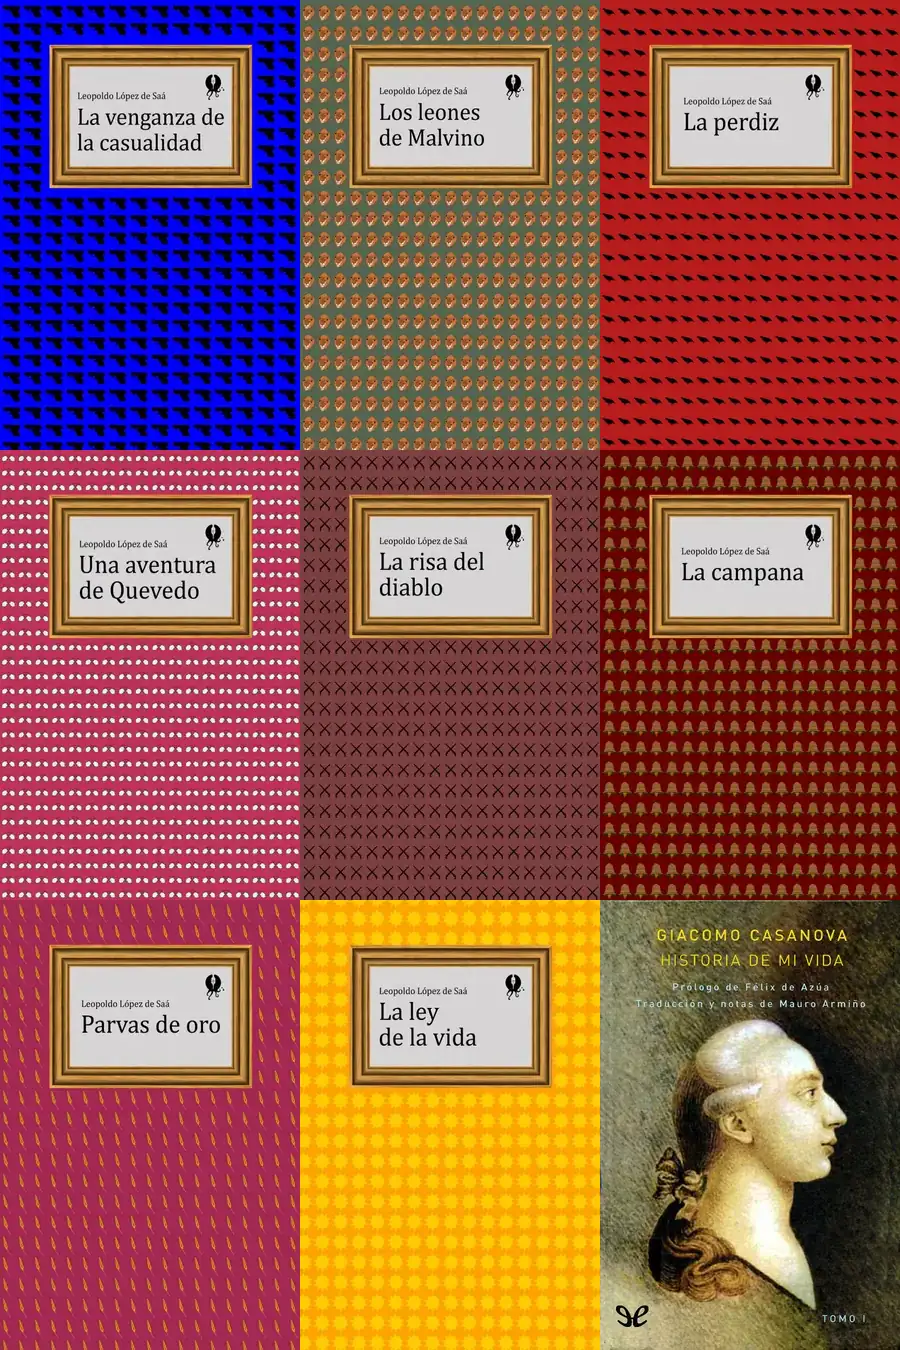 Leopoldo López de Saá
La venganza de
la casualidad
Leopoldo López de Saá
Los leones
de Malvino
Leopoldo López de Saá
La perdiz
Leopoldo López de Saá
Una aventura
de Quevedo
Leopoldo López de Saá
La risa del
diablo
Leopoldo López de Saá
La campana
Leopoldo López de Saá
Parvas de oro
Leopoldo López de Saá
La ley
de la vida
GIACOMO CASANOVA
HISTORIA DE MI VIDA
Prólogo de Félix de Azúa
Traducción y notas de Mauro Armiño
TOMO I